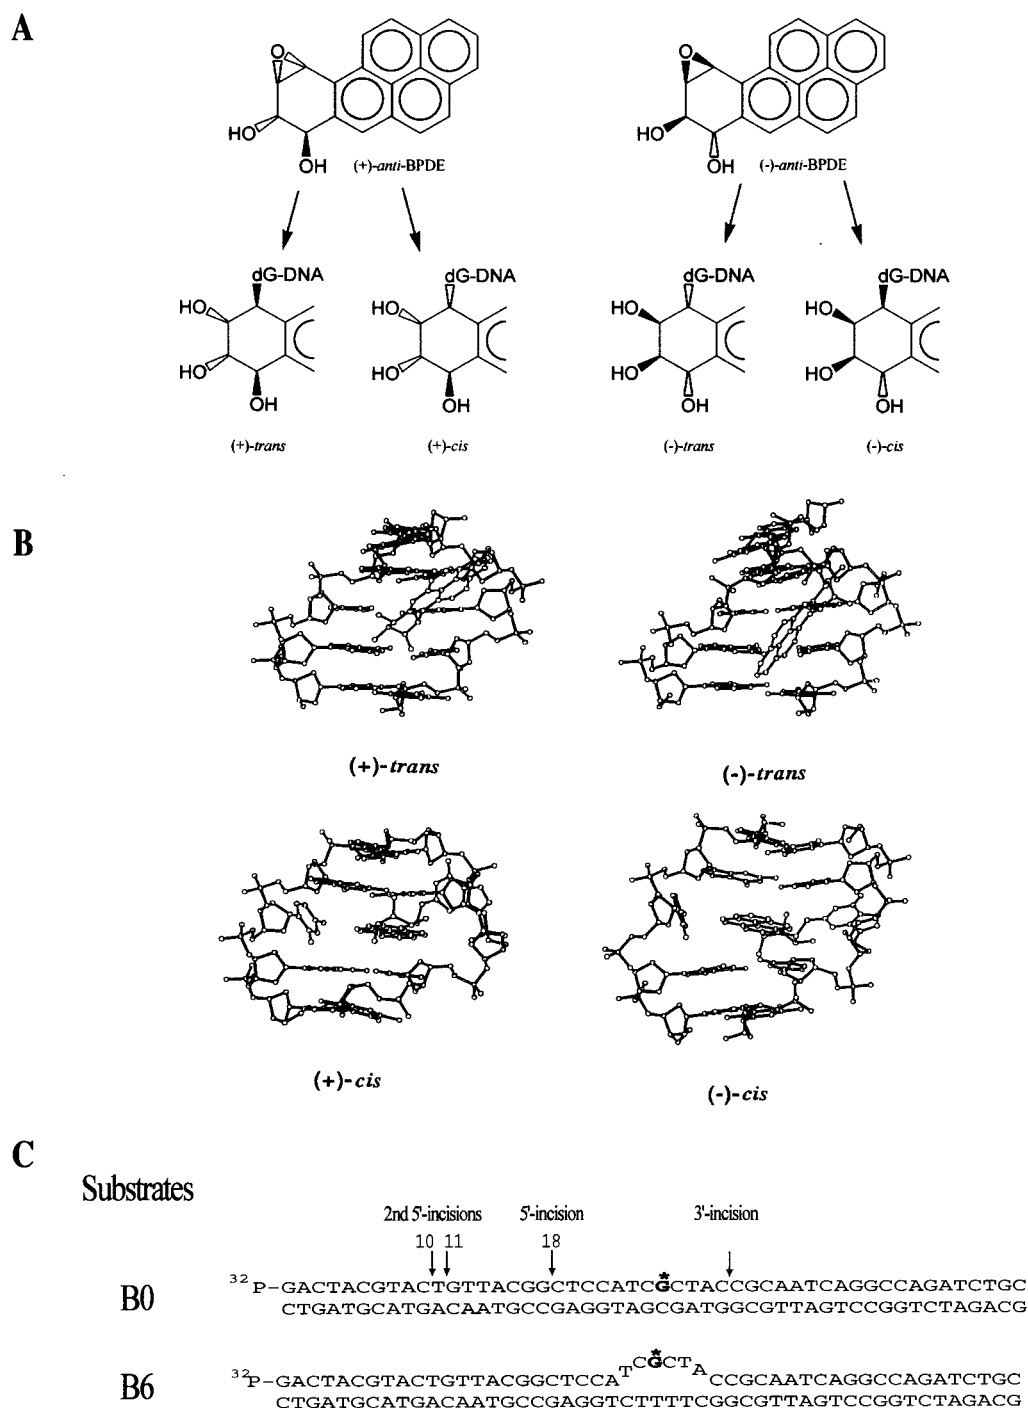 A
O
O
HO
OH
(+)-anti-BPDE
HO
OH
(-)-anti-BPDE
dG-DNA
dG-DNA
dG-DNA
dG-DNA
HO
HO
HO
HO
HO
HO
HO
HO
OH
OH
OH
OH
(+)-trans
(+)-cis
(-)-trans
(-)-cis
B
(+)-trans
(-)-trans
(+)-cis
(-)-cis
C
Substrates
2nd 5'-incisions
5'-incision
3'-incision
10
11
18
*
B0
32P-GACTACGTACTGTTACGGCTCCATCGCTACCGCAATCAGGCCAGATCTGC
CTGATGCATGACAATGCCGAGGTAGCGATGGCGTTAGTCCGGTCTAGACG
*
B6
32P-GACTACGTACTGTTACGGCTCCATCGCTACCGCAATCAGGCCAGATCTGC
CTGATGCATGACAATGCCGAGGTCTTTTCGGCGTTAGTCCGGTCTAGACG